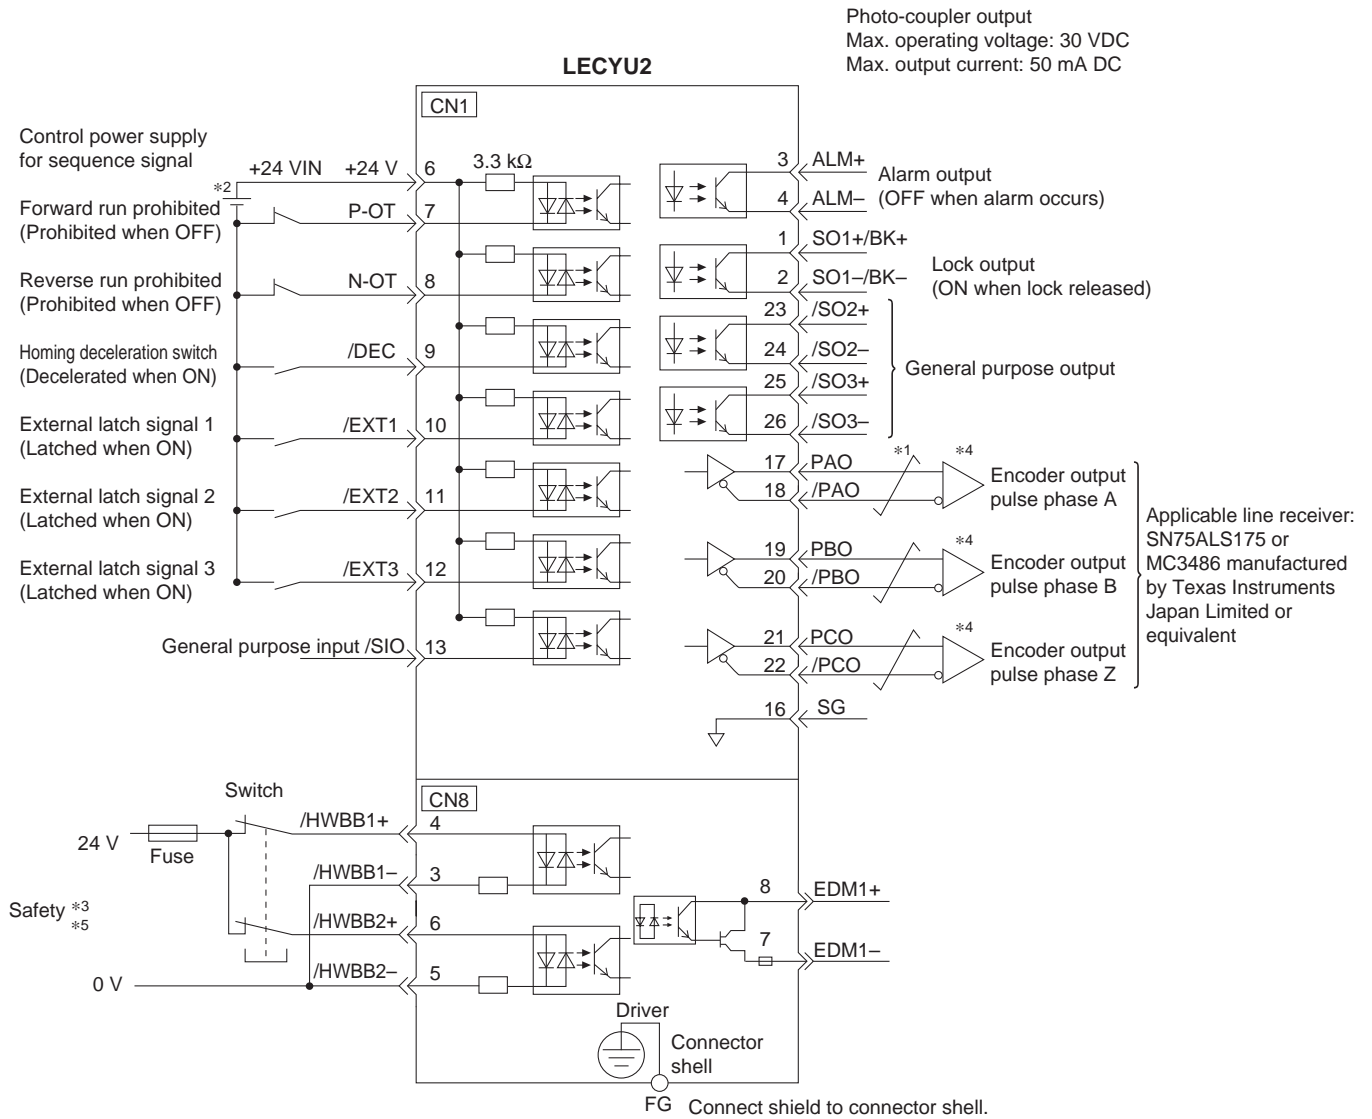 Photo-coupler output
Max. operating voltage: 30 VDC
Max. output current: 50 mA DC
LECYU2
CN1
Control power supply
for sequence signal
+24 VIN +24 V 6 3.3 kΩ
*2
Forward run prohibited
(Prohibited when OFF)
P-OT 7
Reverse run prohibited
(Prohibited when OFF)
N-OT 8
Homing deceleration switch
(Decelerated when ON)
/DEC 9
External latch signal 1
(Latched when ON)
/EXT1 10
External latch signal 2
(Latched when ON)
/EXT2 11
External latch signal 3
(Latched when ON)
/EXT3 12
General purpose input /SIO 13
3 ALM+
4 ALM–
Alarm output
(OFF when alarm occurs)
1 SO1+/BK+
2 SO1–/BK–
Lock output
(ON when lock released)
23 /SO2+
24 /SO2–
25 /SO3+
26 /SO3–
General purpose output
17 PAO *1 *4
18 /PAO
Encoder output
pulse phase A
19 PBO *4
20 /PBO
Encoder output
pulse phase B
21 PCO *4
22 /PCO
Encoder output
pulse phase Z
Applicable line receiver:
SN75ALS175 or
MC3486 manufactured
by Texas Instruments
Japan Limited or
equivalent
16 SG
CN8
Switch
24 V
Fuse
/HWBB1+ 4
/HWBB1– 3
Safety *3
*5
/HWBB2+ 6
/HWBB2– 5
0 V
8 EDM1+
7 EDM1–
Driver
Connector
shell
FG Connect shield to connector shell.